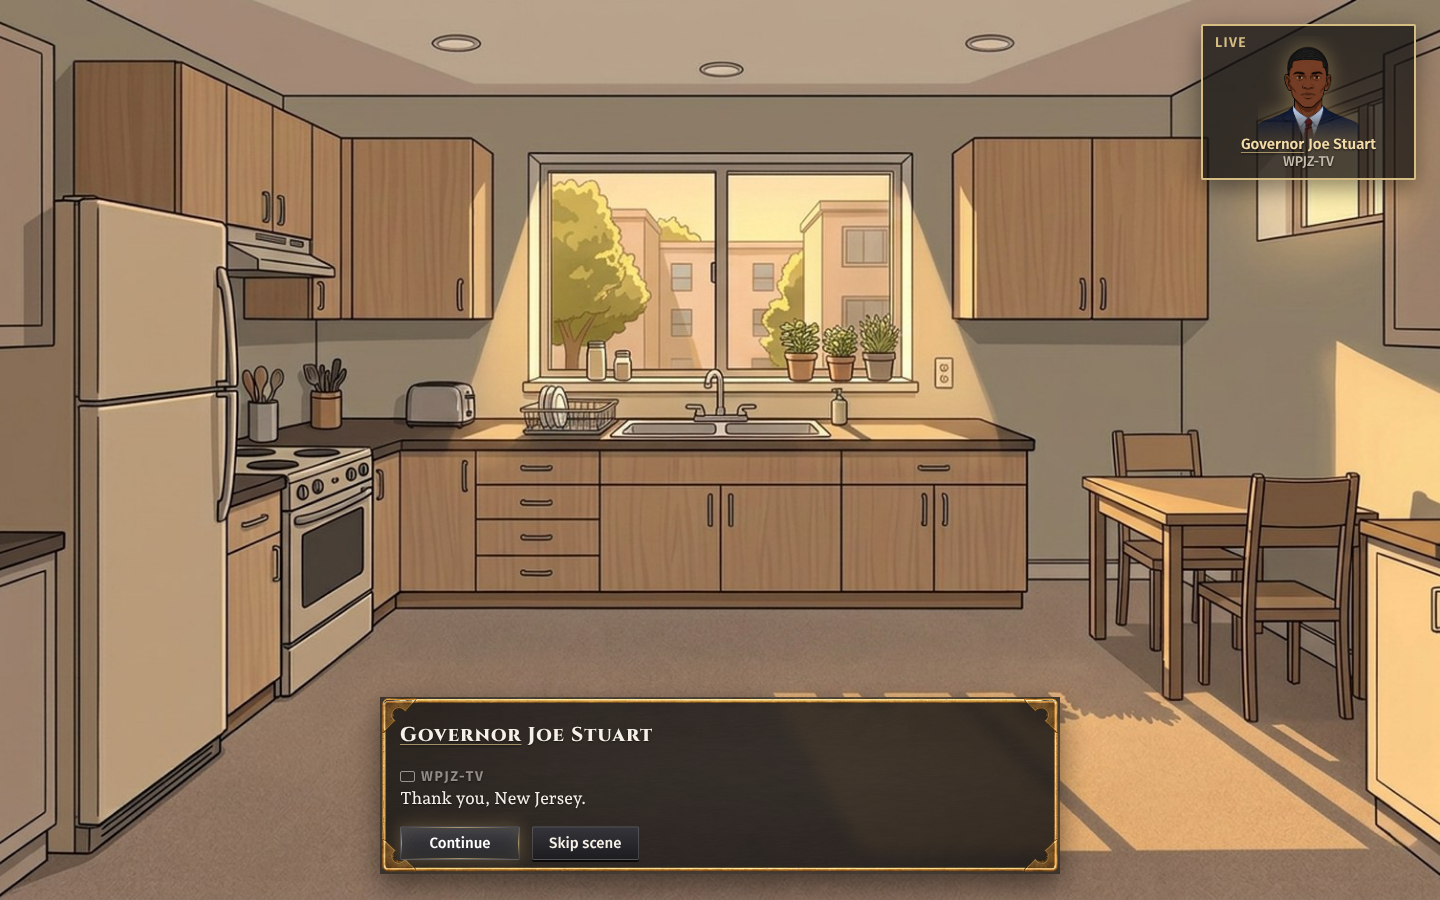 LIVE
Governor Joe Stuart
WPJZ-TV
Governor Joe Stuart
WPJZ-TV
Thank you, New Jersey.
Continue
Skip scene